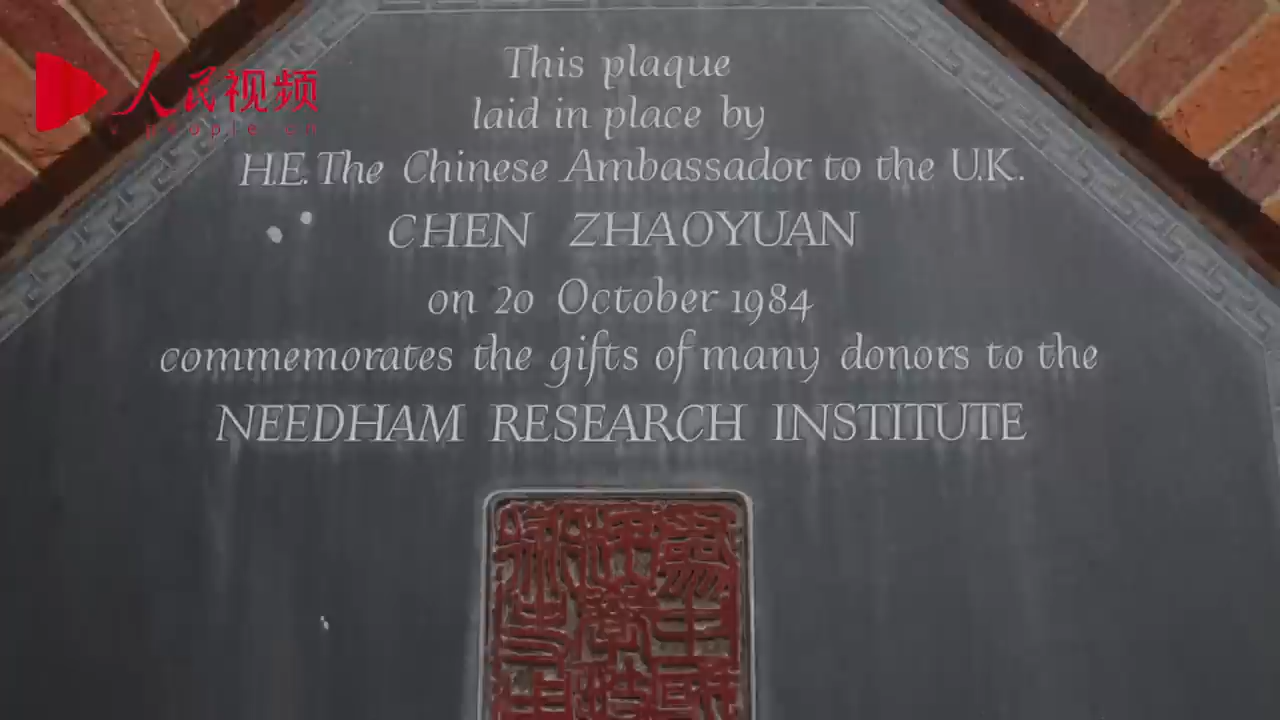 人民视频
v.people.cn
This plaque
laid in place by
H.E. The Chinese Ambassador to the U.K.
CHEN ZHAOYUAN
on 20 October 1984
commemorates the gifts of many donors to the
NEEDHAM RESEARCH INSTITUTE